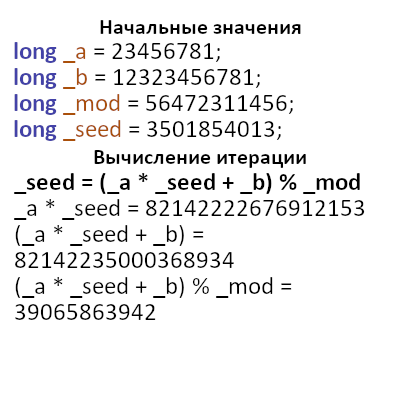 Начальные значения
long _a = 23456781;
long _b = 12323456781;
long _mod = 56472311456;
long _seed = 3501854013;
Вычисление итерации
_seed = (_a * _seed + _b) % _mod
_a * _seed = 82142222676912153
(_a * _seed + _b) =
82142235000368934
(_a * _seed + _b) % _mod =
39065863942